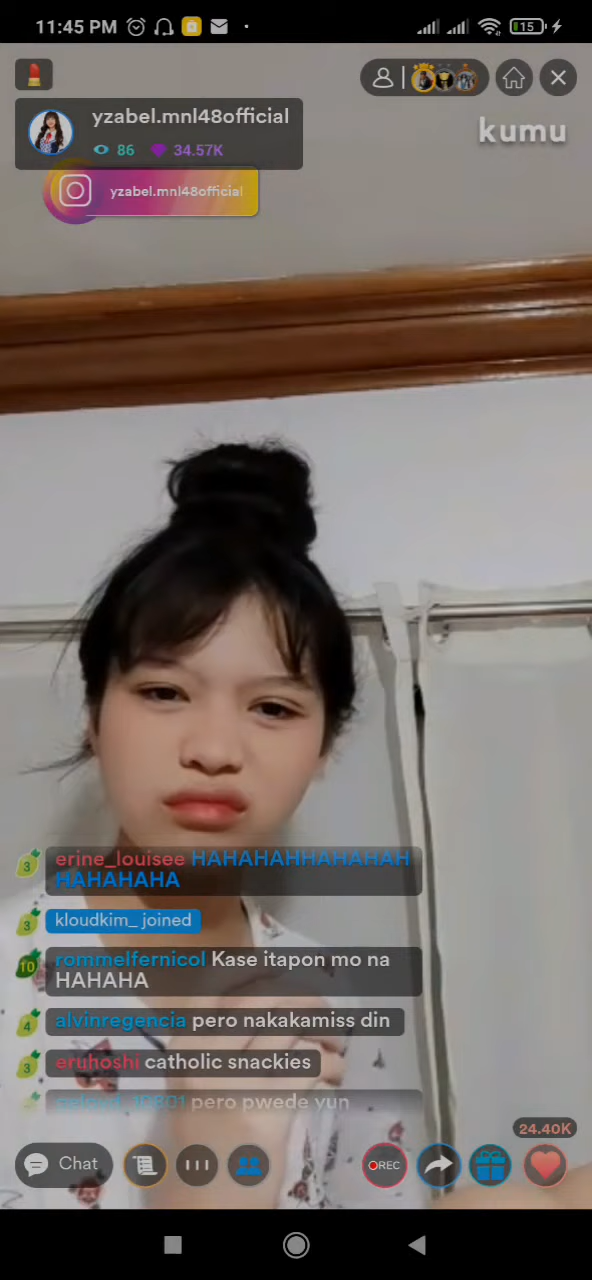 11:45 PM
15
yzabel.mnl48official
86 34.57K
kumu
yzabel.mnl48official
3 erine_louisee HAHAHAHHAHAHAH
HAHAHAHA
3 kloudkim_ joined
10 rommelfernicol Kase itapon mo na
HAHAHA
4 alvinregencia pero nakakamiss din
3 eruhoshi catholic snackies
pero pwede yun
24.40K
Chat
REC